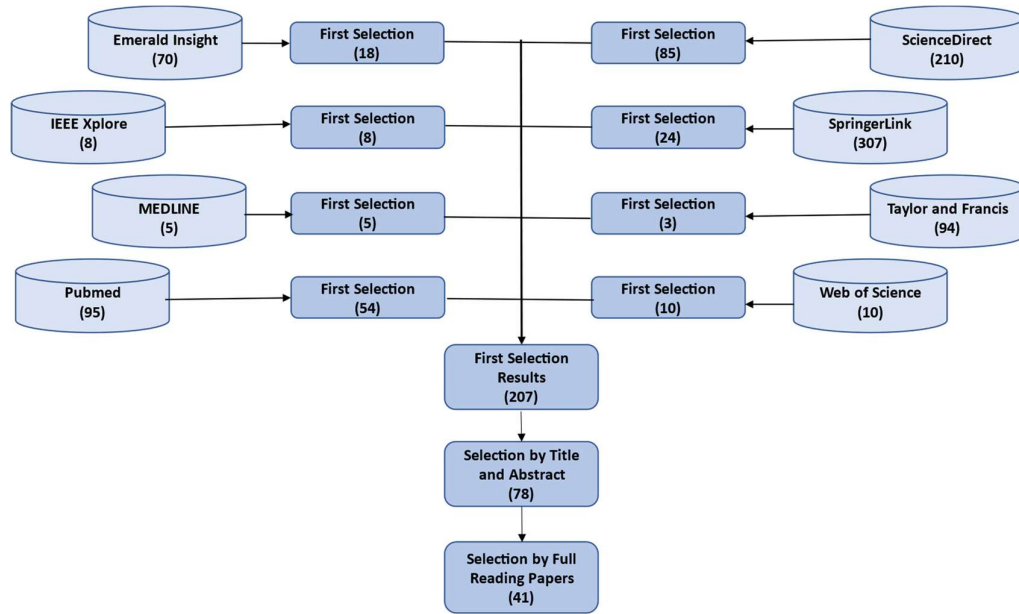 Emerald Insight
(70)
First Selection
(18)
First Selection
(85)
ScienceDirect
(210)
IEEE Xplore
(8)
First Selection
(8)
First Selection
(24)
SpringerLink
(307)
MEDLINE
(5)
First Selection
(5)
First Selection
(3)
Taylor and Francis
(94)
Pubmed
(95)
First Selection
(54)
First Selection
(10)
Web of Science
(10)
First Selection
Results
(207)
Selection by Title
and Abstract
(78)
Selection by Full
Reading Papers
(41)